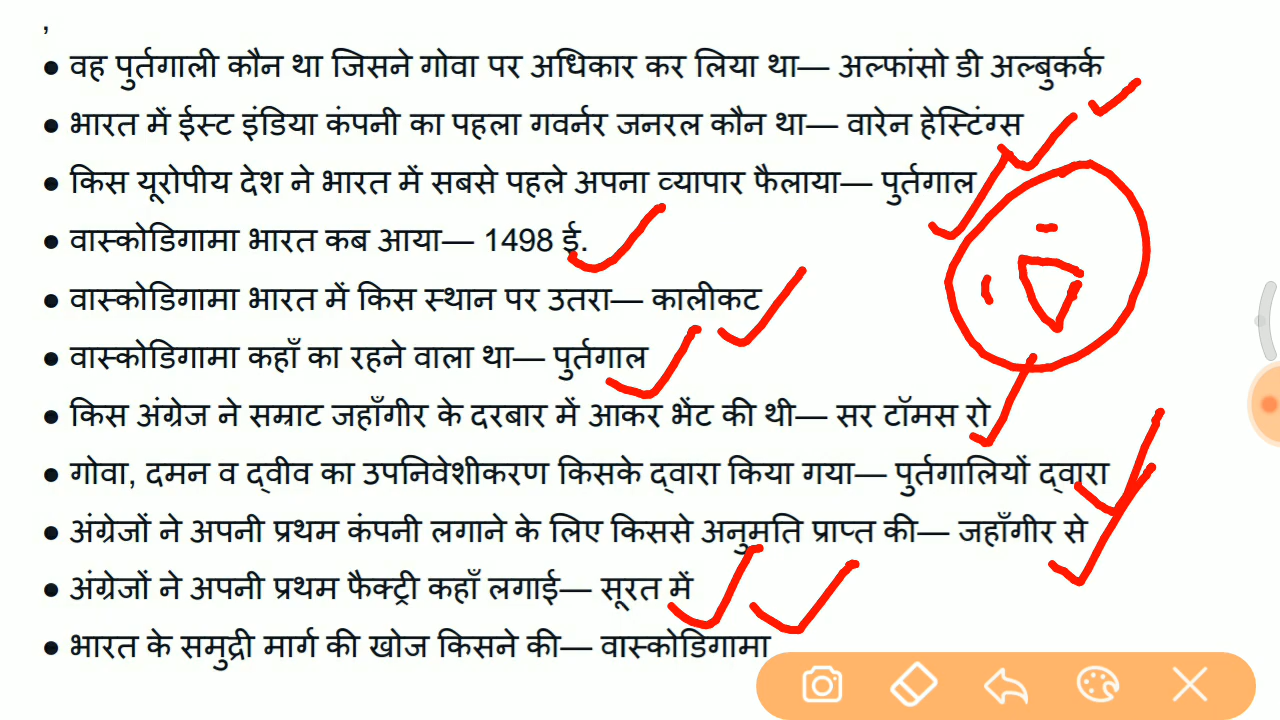 ,
● वह पुर्तगाली कौन था जिसने गोवा पर अधिकार कर लिया था— अल्फांसो डी अल्बुकर्क
● भारत में ईस्ट इंडिया कंपनी का पहला गवर्नर जनरल कौन था— वारेन हेस्टिंग्स
● किस यूरोपीय देश ने भारत में सबसे पहले अपना व्यापार फैलाया— पुर्तगाल
● वास्कोडिगामा भारत कब आया— 1498 ई.
● वास्कोडिगामा भारत में किस स्थान पर उतरा— कालीकट
● वास्कोडिगामा कहाँ का रहने वाला था— पुर्तगाल
● किस अंग्रेज ने सम्राट जहाँगीर के दरबार में आकर भेंट की थी— सर टॉमस रो
● गोवा, दमन व द्वीव का उपनिवेशीकरण किसके द्वारा किया गया— पुर्तगालियों द्वारा
● अंग्रेजों ने अपनी प्रथम कंपनी लगाने के लिए किससे अनुमति प्राप्त की— जहाँगीर से
● अंग्रेजों ने अपनी प्रथम फैक्ट्री कहाँ लगाई— सूरत में
● भारत के समुद्री मार्ग की खोज किसने की— वास्कोडिगामा